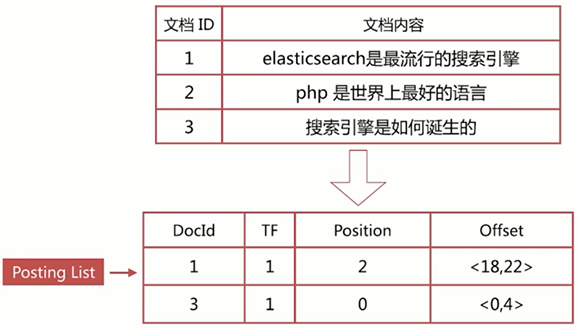 文档 ID 文档内容
1 elasticsearch是最流行的搜索引擎
2 php 是世界上最好的语言
3 搜索引擎是如何诞生的
DocId TF Position Offset
Posting List 1 1 2 <18,22>
3 1 0 <0,4>